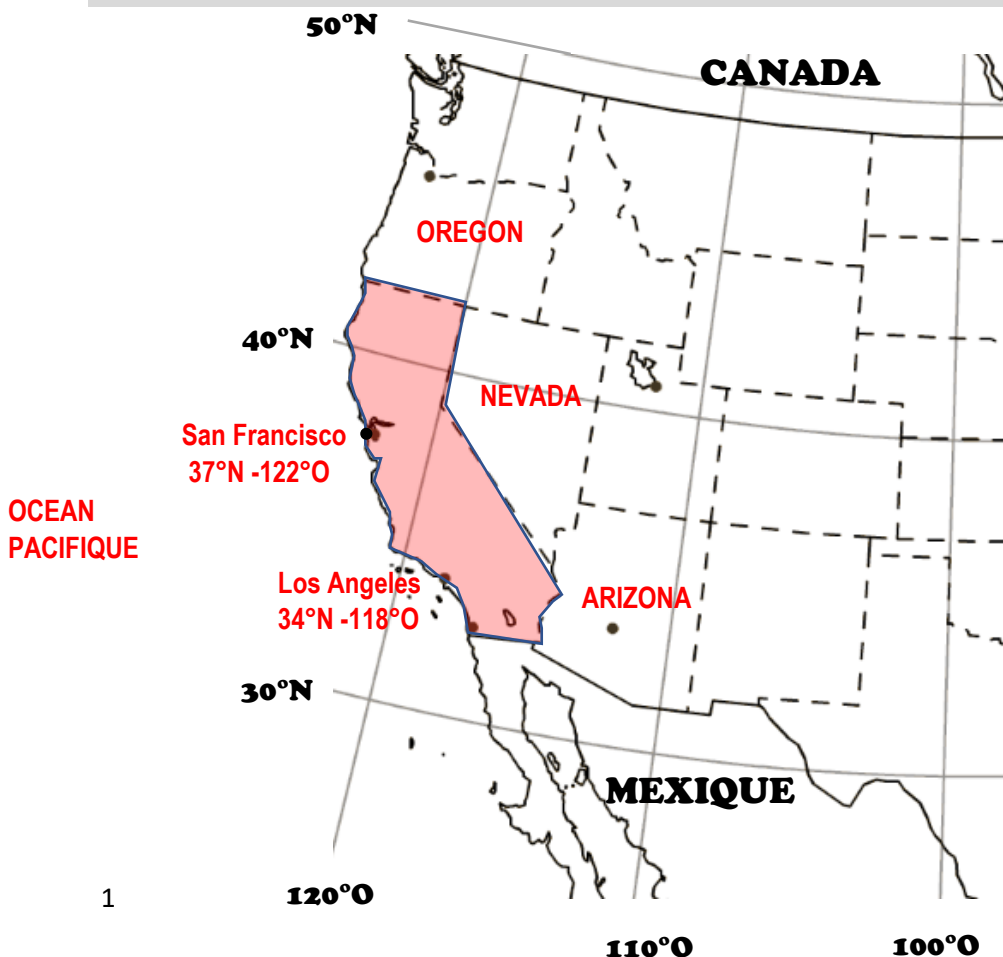 50°N
CANADA
OREGON
40°N
NEVADA
San Francisco
37°N -122°O
OCEAN
PACIFIQUE
Los Angeles
34°N -118°O
ARIZONA
30°N
MEXIQUE
1
120°O
110°O
100°O